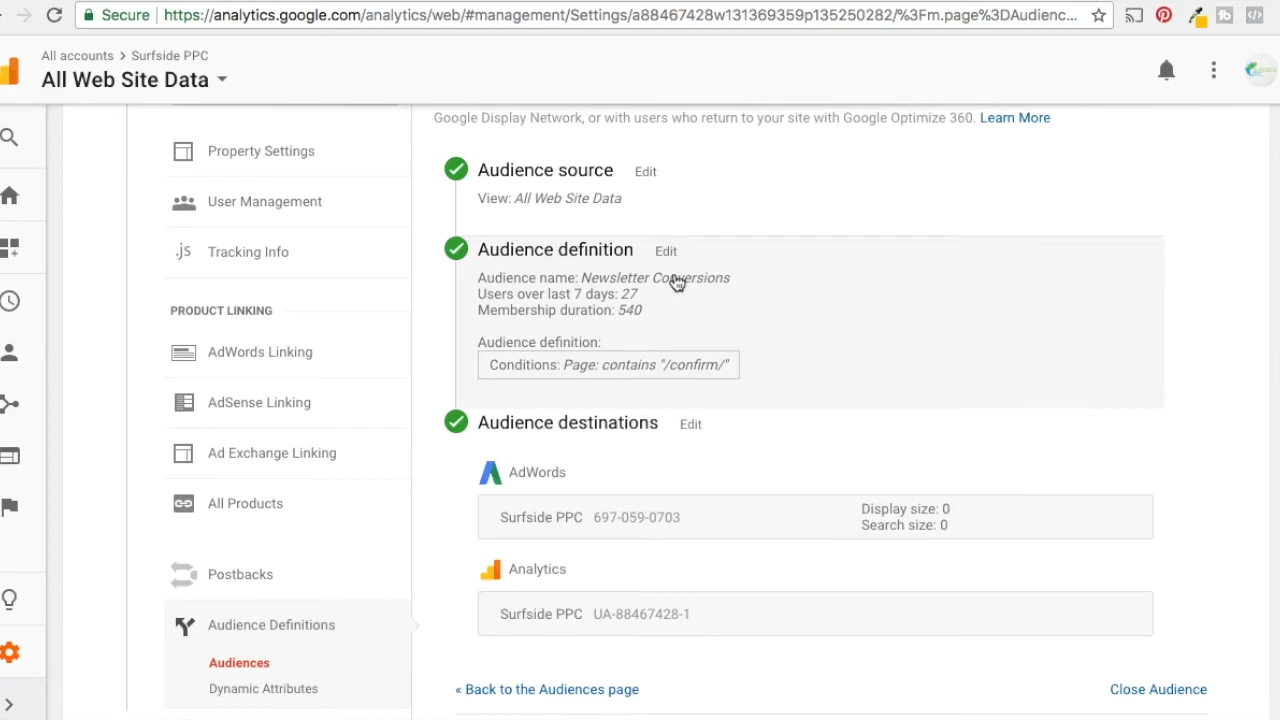 Secure
https://analytics.google.com/analytics/web/#management/Settings/a88467428w131369359p135250282/%3Fm.page%3DAudienc...
All accounts > Surfside PPC
All Web Site Data
Google Display Network, or with users who return to your site with Google Optimize 360. Learn More
Property Settings
User Management
.js Tracking Info
PRODUCT LINKING
AdWords Linking
AdSense Linking
Ad Exchange Linking
All Products
Postbacks
Audience Definitions
Audiences
Dynamic Attributes
Audience source Edit
View: All Web Site Data
Audience definition Edit
Audience name: Newsletter Conversions
Users over last 7 days: 27
Membership duration: 540
Audience definition:
Conditions: Page: contains "/confirm/"
Audience destinations Edit
AdWords
Surfside PPC 697-059-0703
Display size: 0
Search size: 0
Analytics
Surfside PPC UA-88467428-1
« Back to the Audiences page
Close Audience